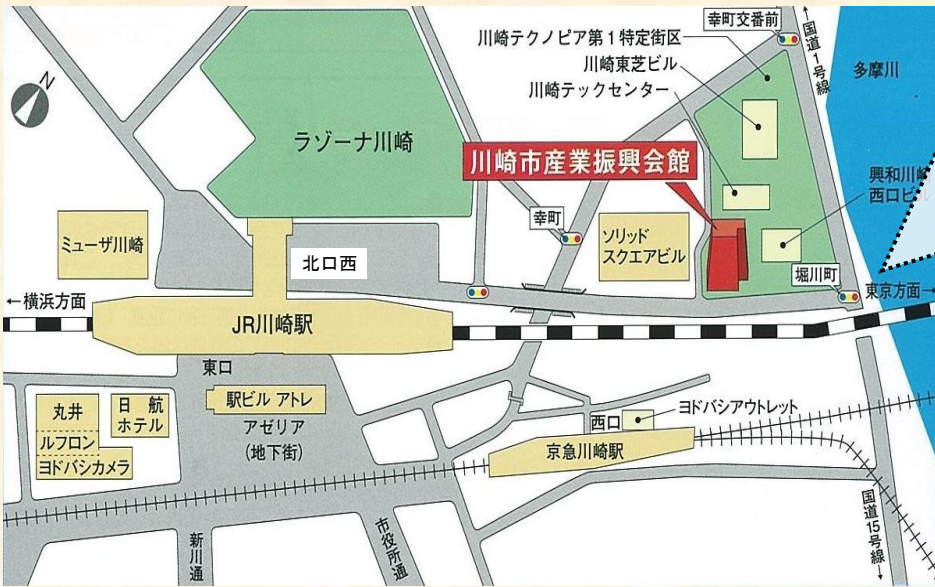 幸町交番前
↑国道1号線
川崎テクノピア第1特定街区
川崎東芝ビル
川崎テックセンター
多摩川
N
ラゾーナ川崎
川崎市産業振興会館
興和川崎
西口ビル
幸町
ミューザ川崎
北口西
ソリッド
スクエアビル
堀川町
←横浜方面
東京方面→
JR川崎駅
東口
駅ビル アトレ
アゼリア
(地下街)
丸井
ルフロン
ヨドバシカメラ
日航
ホテル
西口
ヨドバシアウトレット
京急川崎駅
新川通
市役所通
国道15号線↓